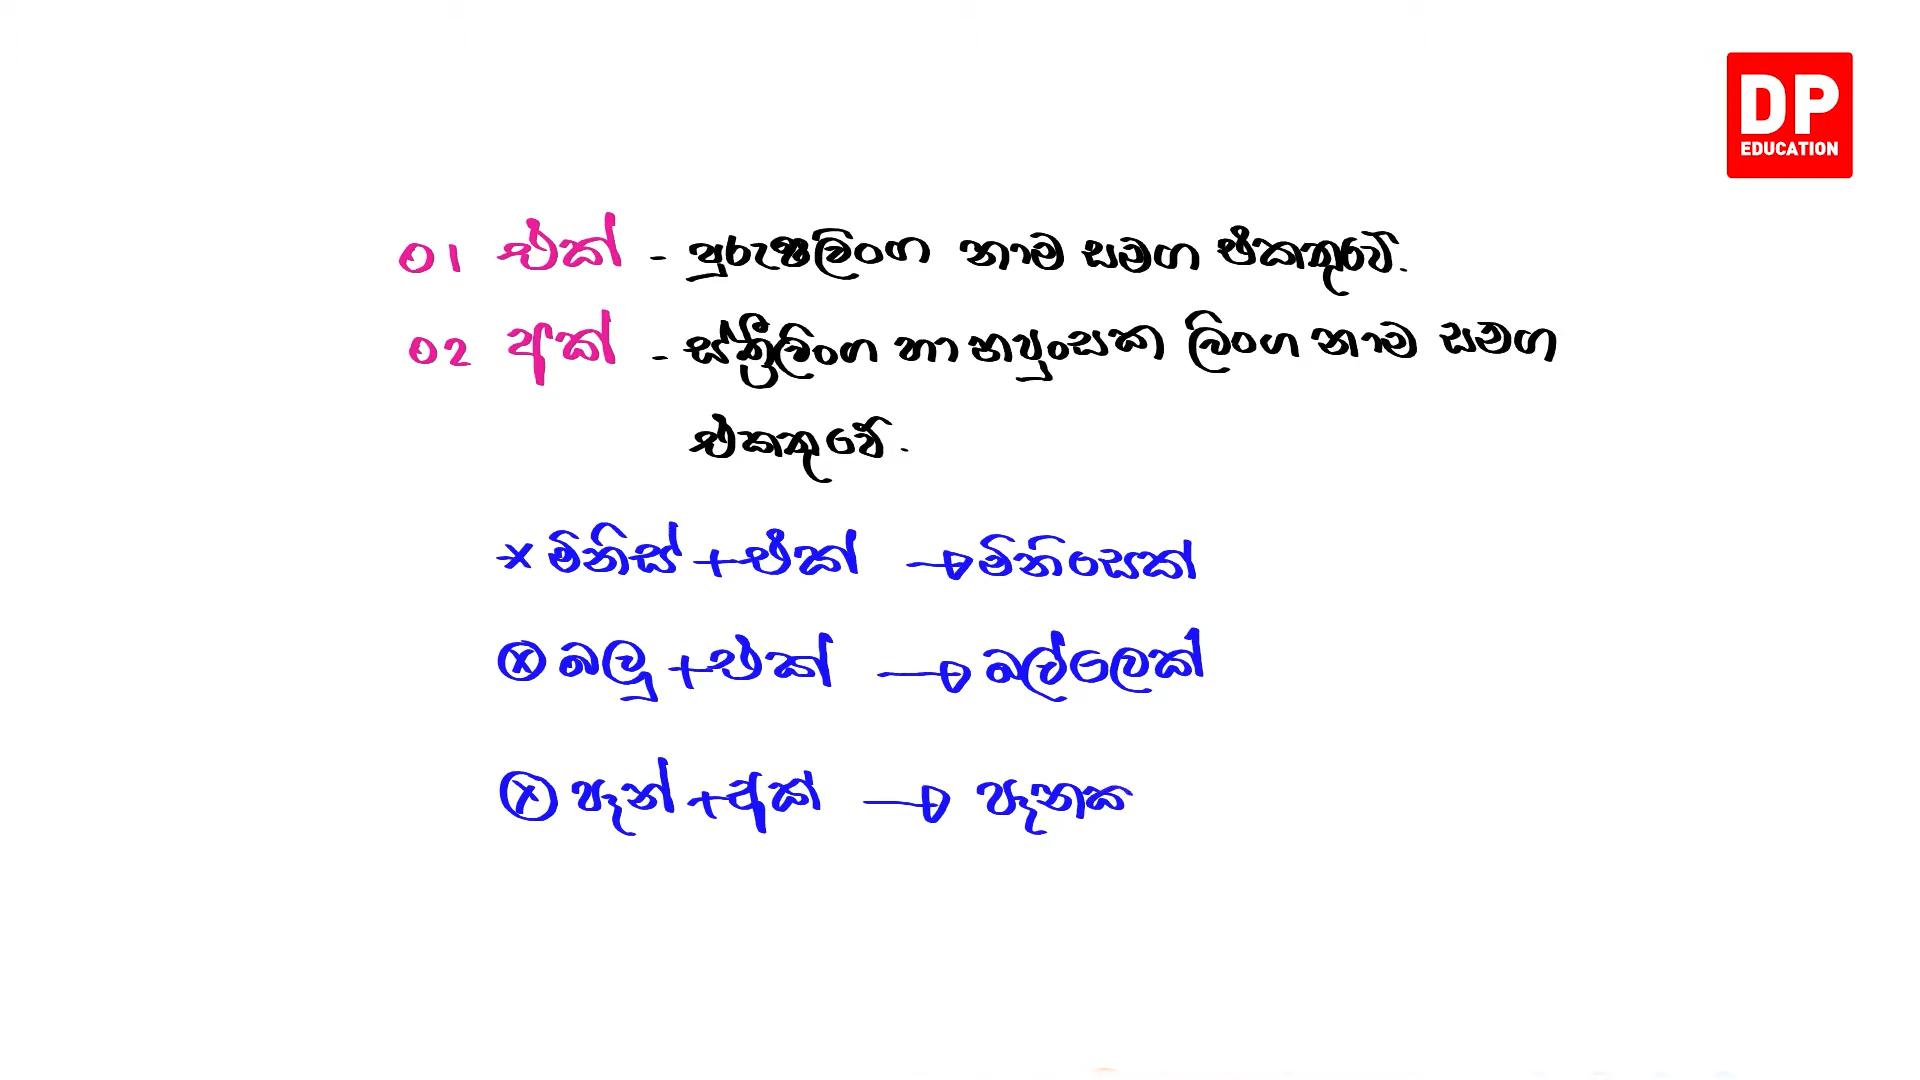 DP
EDUCATION
01 එක් - පුරුෂලිංග නාම සමග එකතුවේ.
02 අක් - ස්ත්‍රීලිංග හා නපුංසක ලිංග නාම සමග
එකතුවේ.
* මිනිස් + එක් → මිනිසෙක්
⊗ බලු + එක් → බල්ලෙක්
⊗ පෑන් + අක් → පෑනක